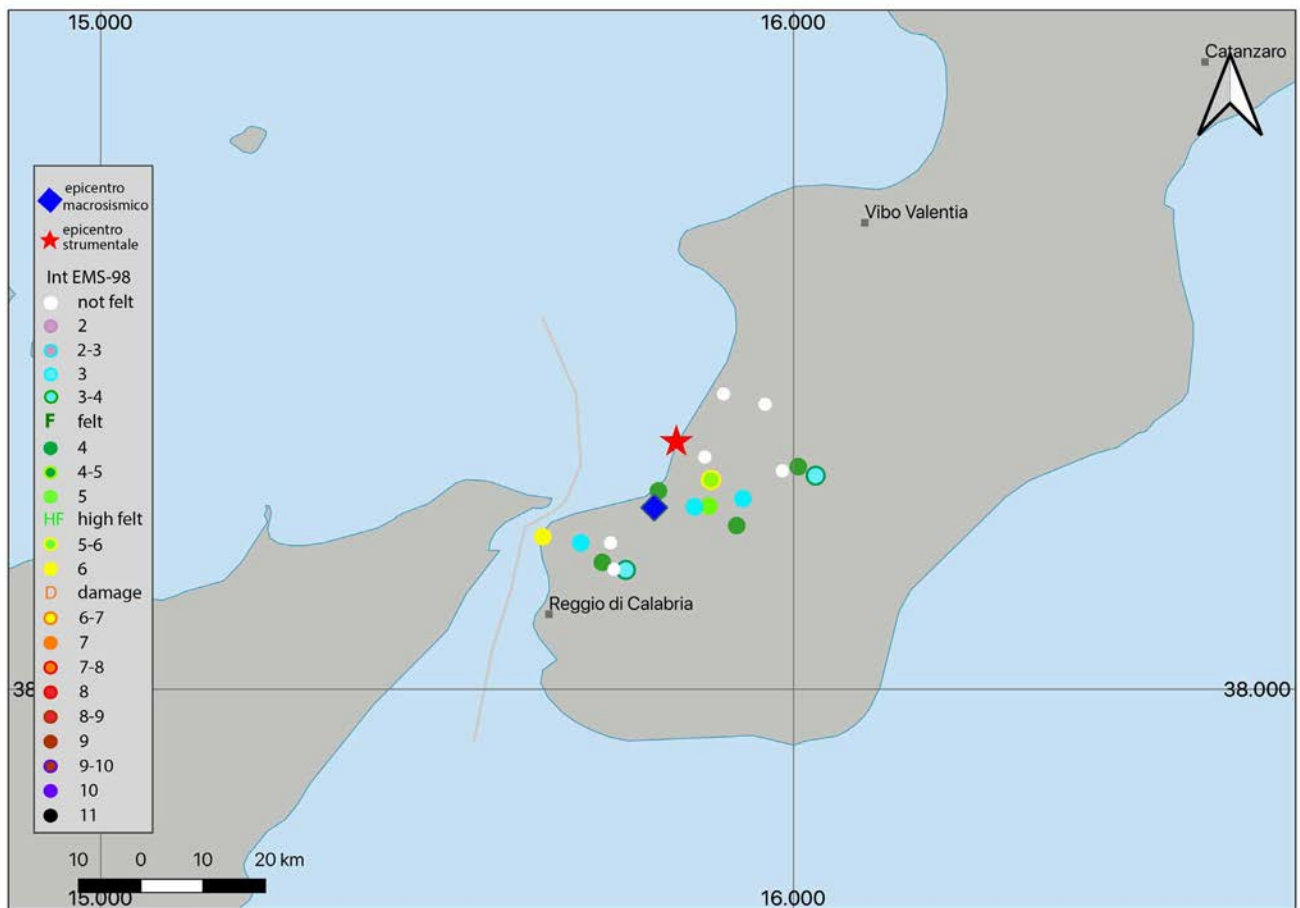 15.000
16.000
Catanzaro
epicentro
macrosismico
Vibo Valentia
epicentro
strumentale
Int EMS-98
not felt
2
2-3
3
3-4
F felt
4
4-5
5
HF high felt
5-6
6
D damage
Reggio di Calabria
6-7
7
7-8
8
38.000
8-9
9
9-10
10
11
10 0 10 20 km
15.000
16.000